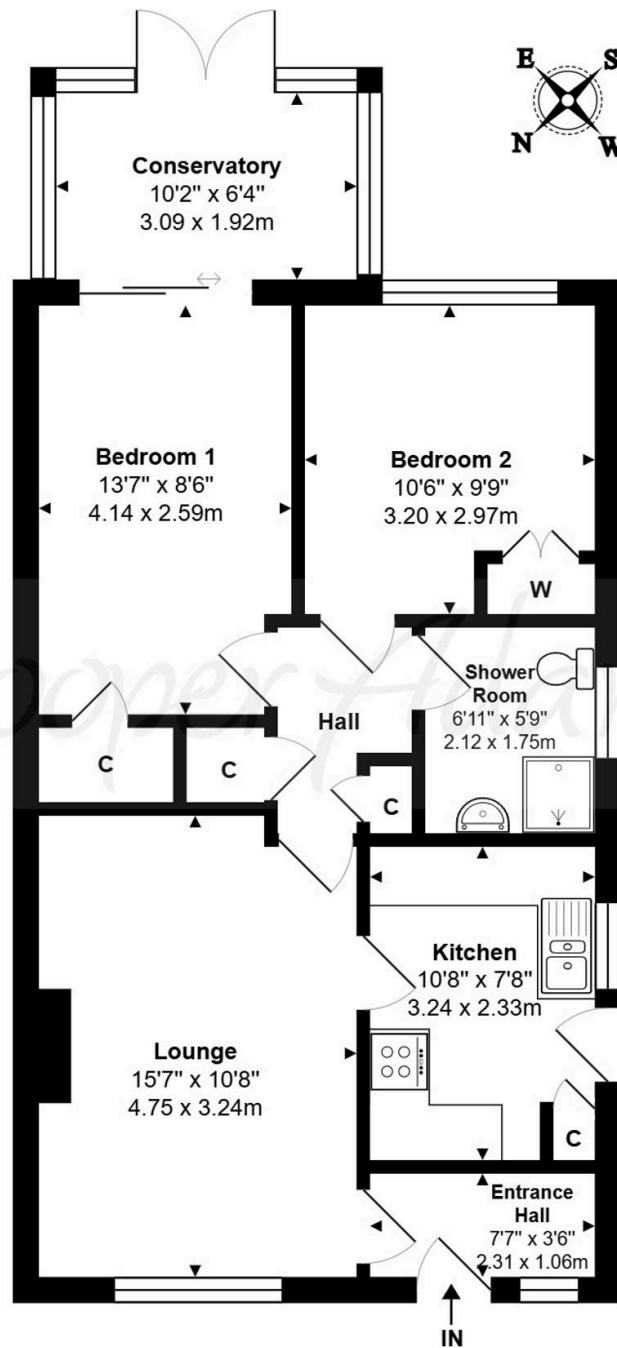 E
S
N
W
Conservatory
10'2" x 6'4"
3.09 x 1.92m
Bedroom 1
13'7" x 8'6"
4.14 x 2.59m
Bedroom 2
10'6" x 9'9"
3.20 x 2.97m
W
Shower
Room
6'11" x 5'9"
2.12 x 1.75m
Hall
C
C
C
Kitchen
10'8" x 7'8"
3.24 x 2.33m
Lounge
15'7" x 10'8"
4.75 x 3.24m
C
Entrance
Hall
7'7" x 3'6"
2.31 x 1.06m
IN